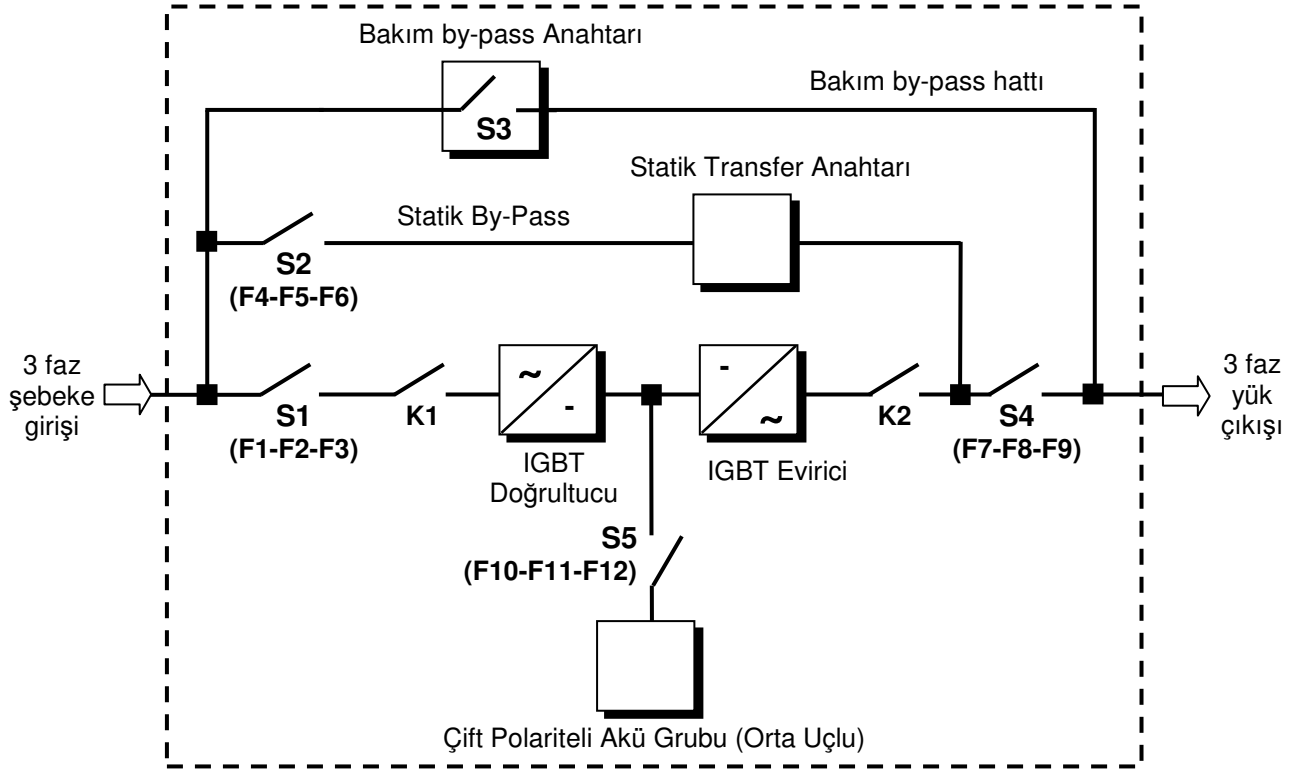 Bakım by-pass Anahtarı
Bakım by-pass hattı
S3
Statik Transfer Anahtarı
Statik By-Pass
S2
(F4-F5-F6)
3 faz
şebeke
girişi
S1
(F1-F2-F3)
K1
~
-
IGBT
Doğrultucu
-
~
IGBT Evirici
K2
S4
(F7-F8-F9)
3 faz
yük
çıkışı
S5
(F10-F11-F12)
Çift Polariteli Akü Grubu (Orta Uçlu)